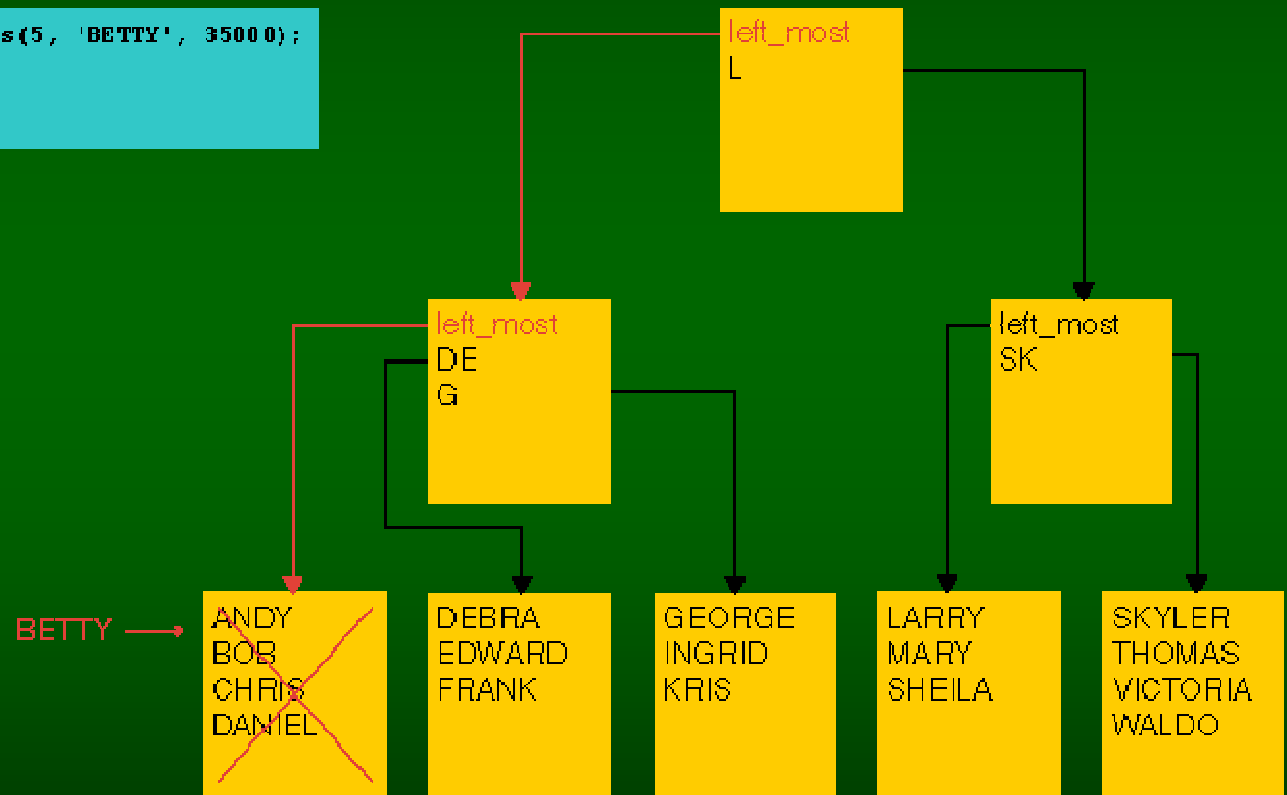 s(5, 'BETTY', 35000);
left_most
L
left_most
DE
G
left_most
SK
BETTY
ANDY
BOB
CHRIS
DANIEL
DEBRA
EDWARD
FRANK
GEORGE
INGRID
KRIS
LARRY
MARY
SHEILA
SKYLER
THOMAS
VICTORIA
WALDO